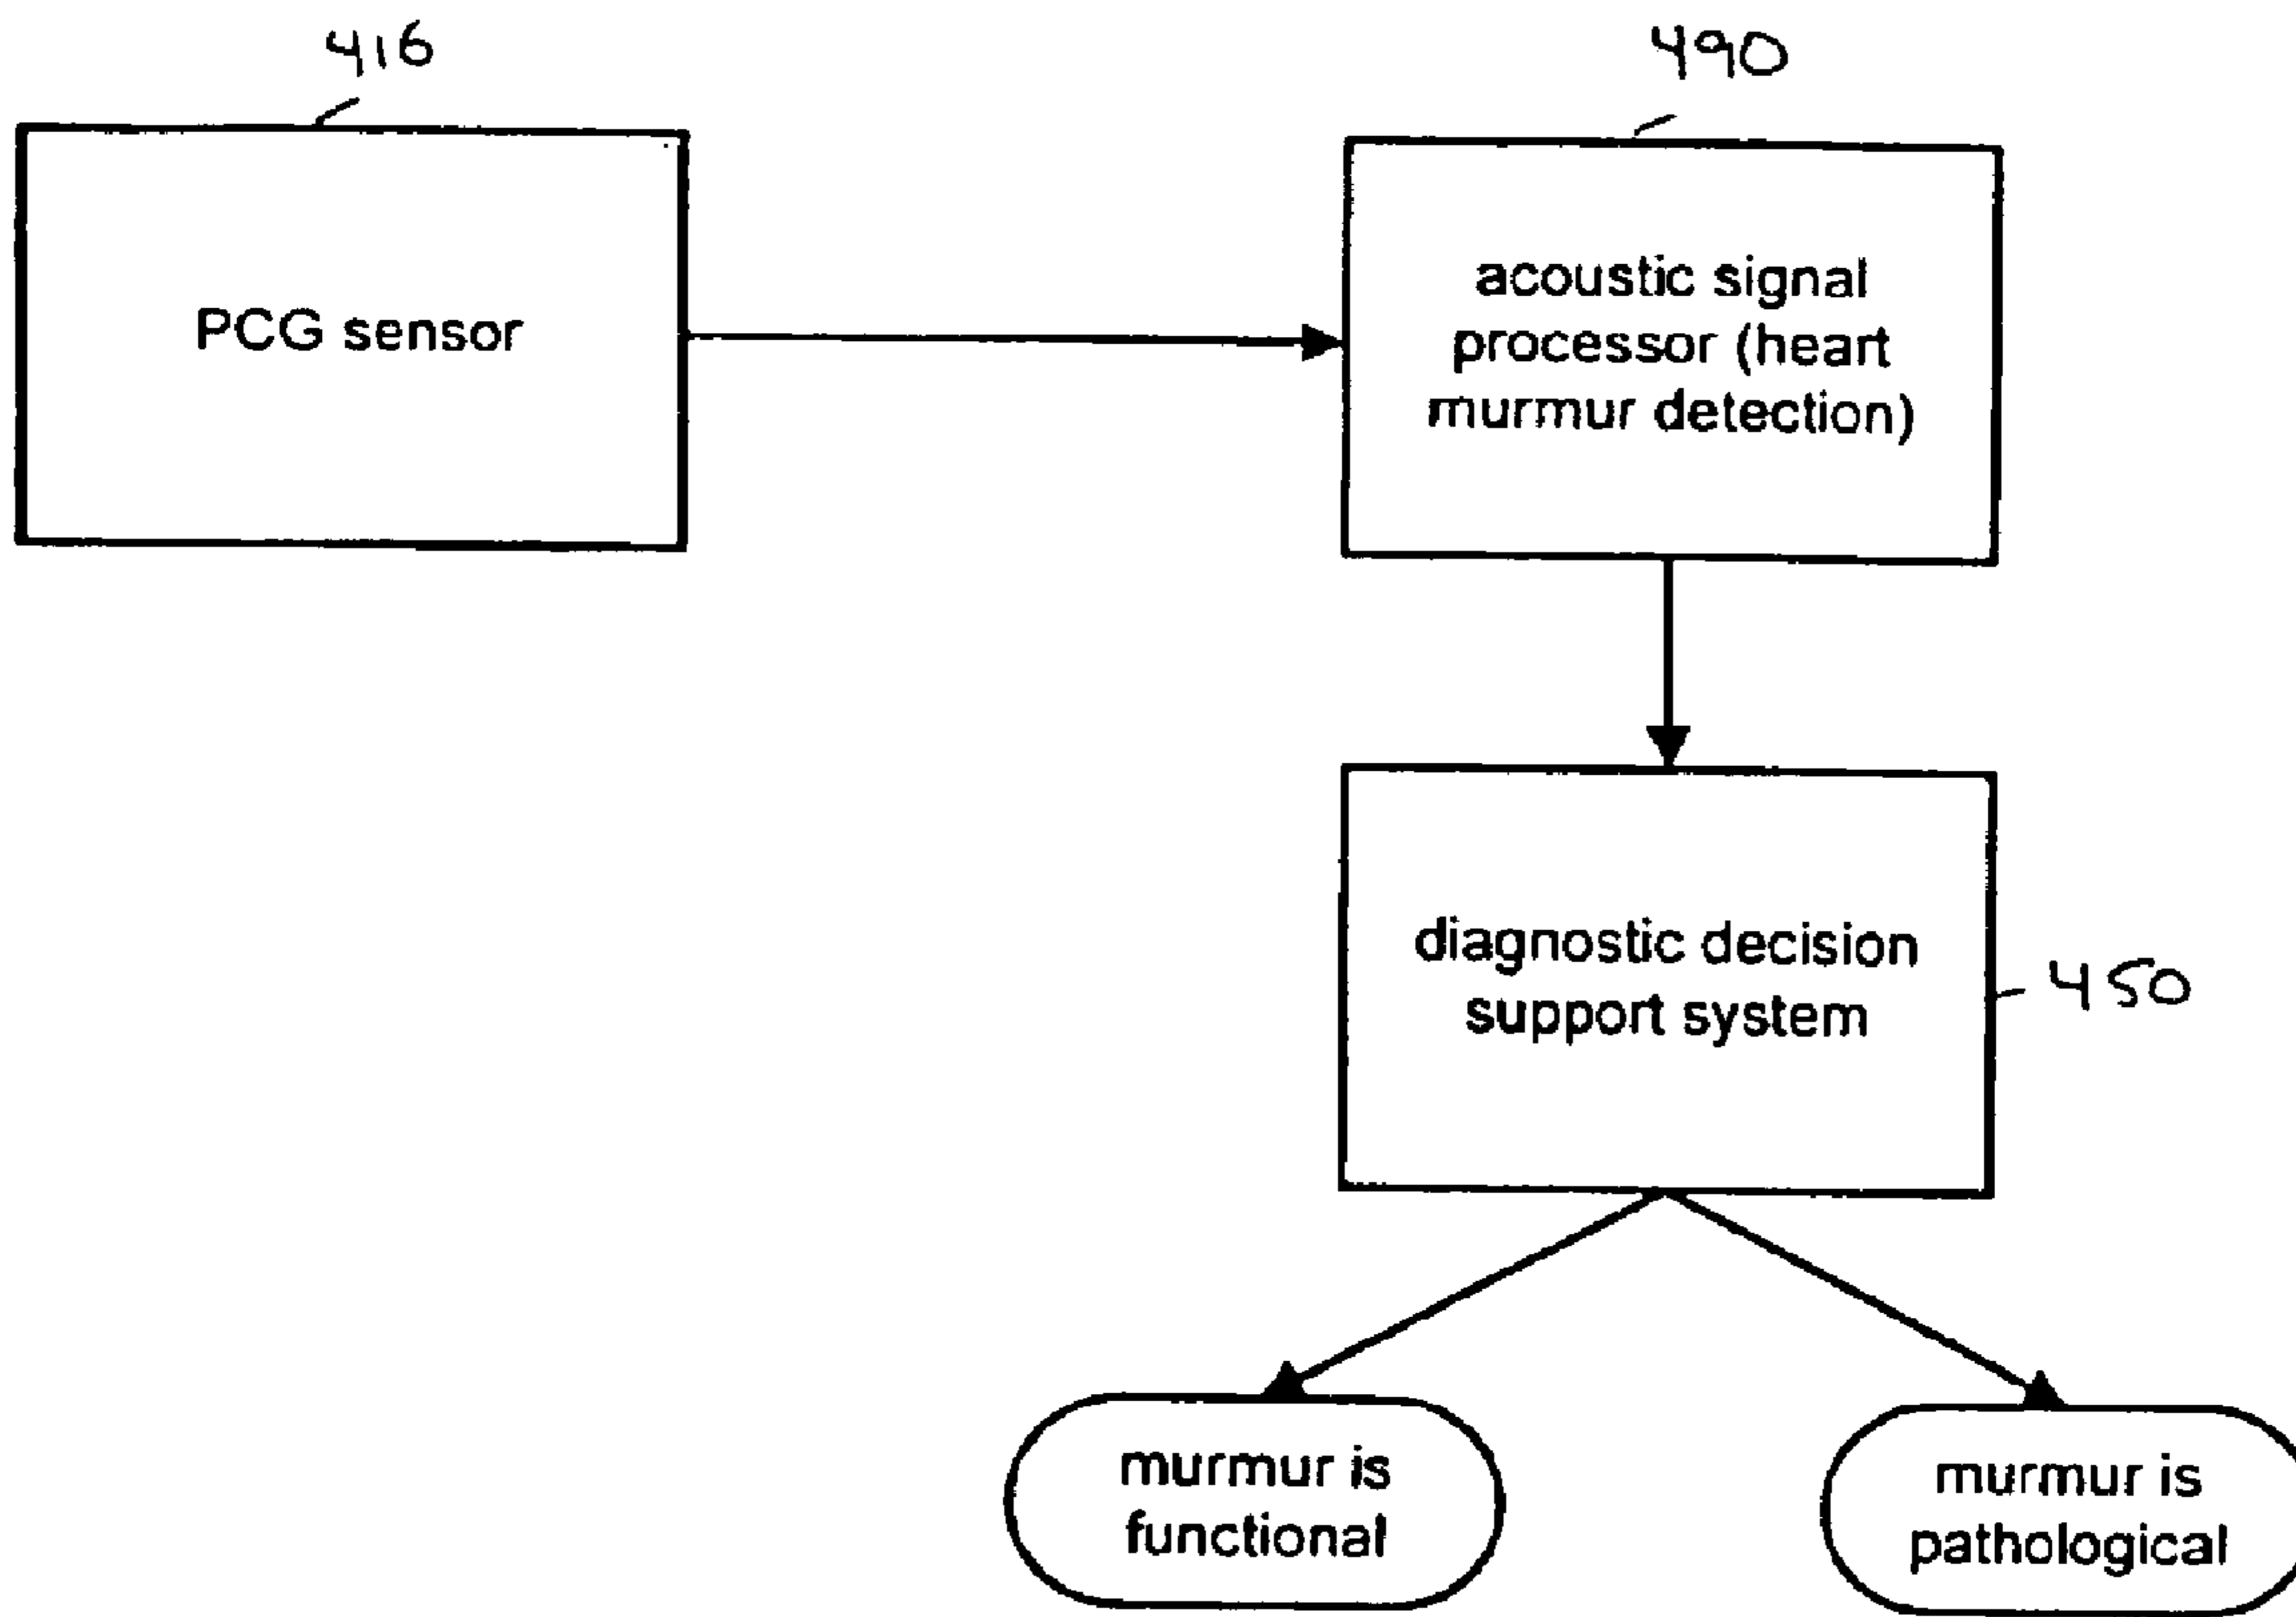 416
490
PCG sensor
acoustic signal
processor (heart
murmur detection)
diagnostic decision
support system
450
murmur is
functional
murmur is
pathological